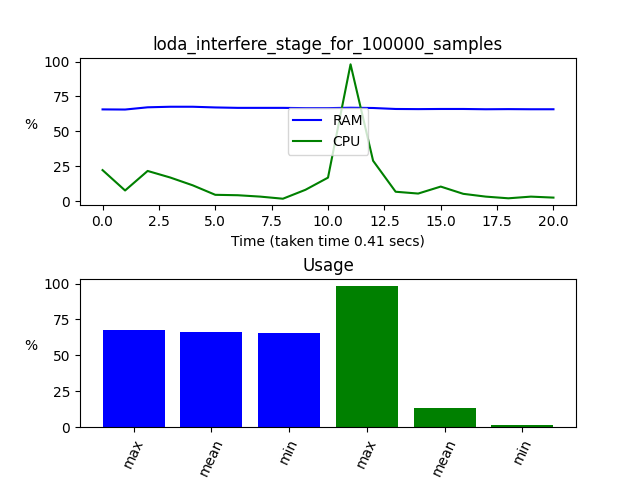 loda_interfere_stage_for_100000_samples
100
75
50
25
0
%
RAM
CPU
0.0 2.5 5.0 7.5 10.0 12.5 15.0 17.5 20.0
Time (taken time 0.41 secs)
Usage
100
75
50
25
0
%
max mean min max mean min